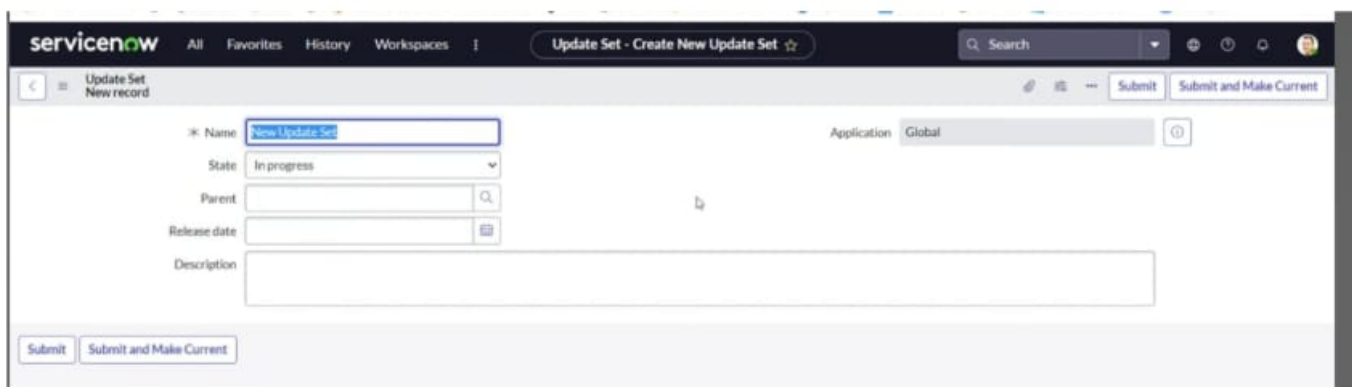 servicenow All Favorites History Workspaces Update Set - Create New Update Set Search
Update Set
New record
Submit Submit and Make Current
* Name New Update Set Application Global
State In progress
Parent
Release date
Description
Submit Submit and Make Current